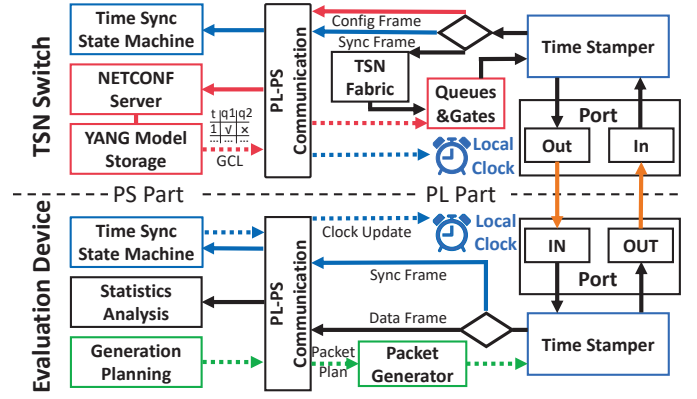 TSN Switch
Time Sync
State Machine
NETCONF
Server
YANG Model
Storage
t |q1|q2
1 √ ×
... ... ...
GCL
PL-PS
Communication
Config Frame
Sync Frame
TSN
Fabric
Queues
&Gates
Local
Clock
Time Stamper
Port
Out
In
PS Part
PL Part
Evaluation Device
Time Sync
State Machine
Statistics
Analysis
Generation
Planning
PL-PS
Communication
Clock Update
Local
Clock
Sync Frame
Data Frame
Packet
Plan
Packet
Generator
IN
OUT
Port
Time Stamper